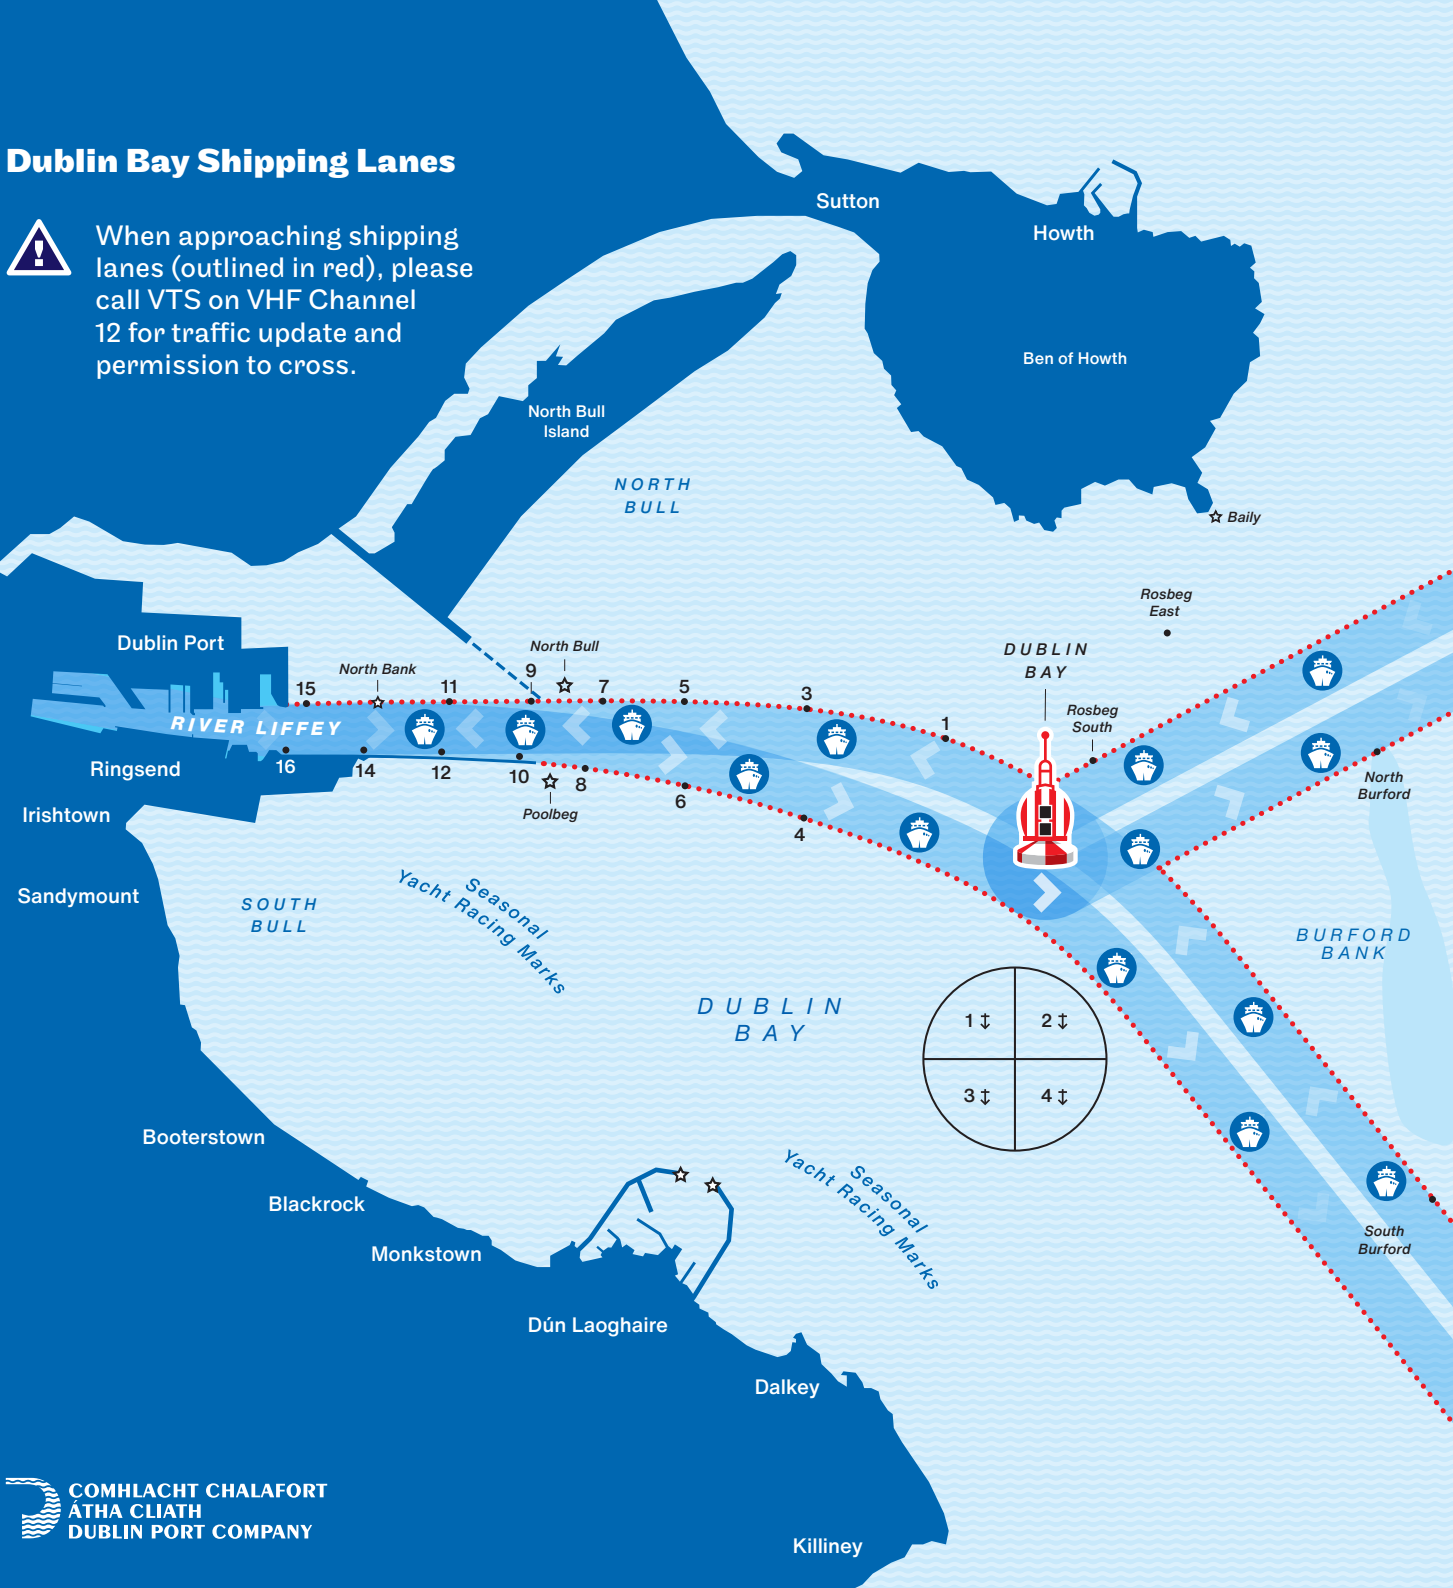 Dublin Bay Shipping Lanes
When approaching shipping
lanes (outlined in red), please
call VTS on VHF Channel
12 for traffic update and
permission to cross.
Sutton
Howth
Ben of Howth
North Bull
Island
NORTH
BULL
Baily
Rosbeg
East
Dublin Port
North Bull
DUBLIN
BAY
North Bank
9
15
11
7
5
3
Rosbeg
South
1
RIVER LIFFEY
Ringsend
16
14
12
10
8
6
4
Poolbeg
North
Burford
Irishtown
Sandymount
SOUTH
BULL
Seasonal
Yacht Racing Marks
BURFORD
BANK
DUBLIN
BAY
1
2
3
4
Booterstown
Blackrock
Monkstown
Seasonal
Yacht Racing Marks
South
Burford
Dún Laoghaire
Dalkey
COMHLACHT CHALAFORT
ÁTHA CLIATH
DUBLIN PORT COMPANY
Killiney